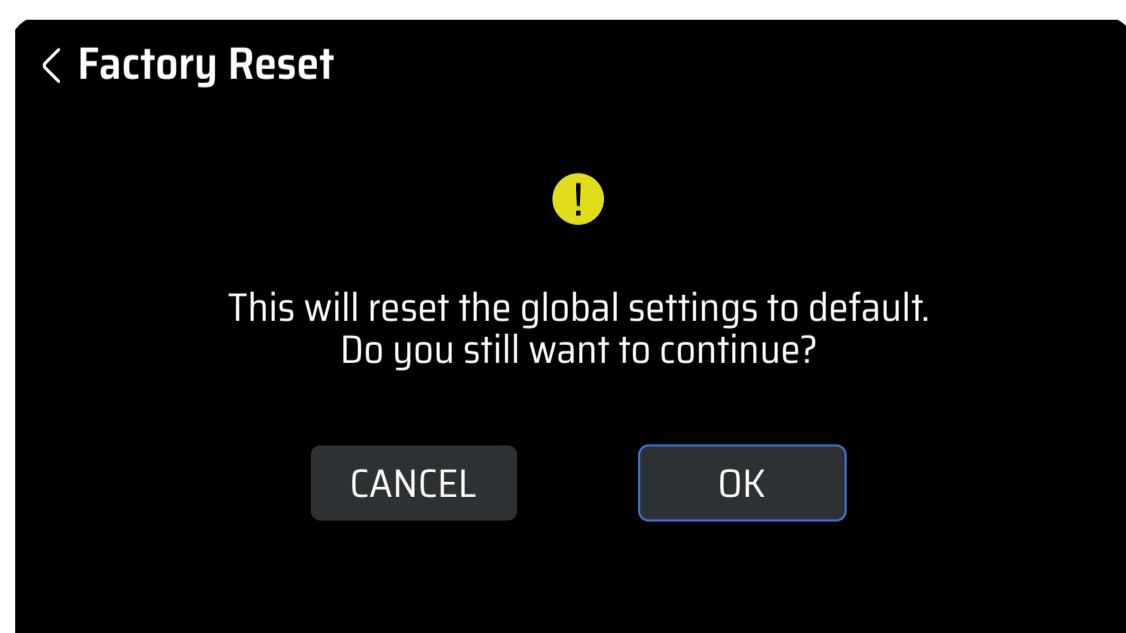 Factory Reset
!
This will reset the global settings to default.
Do you still want to continue?
CANCEL
OK